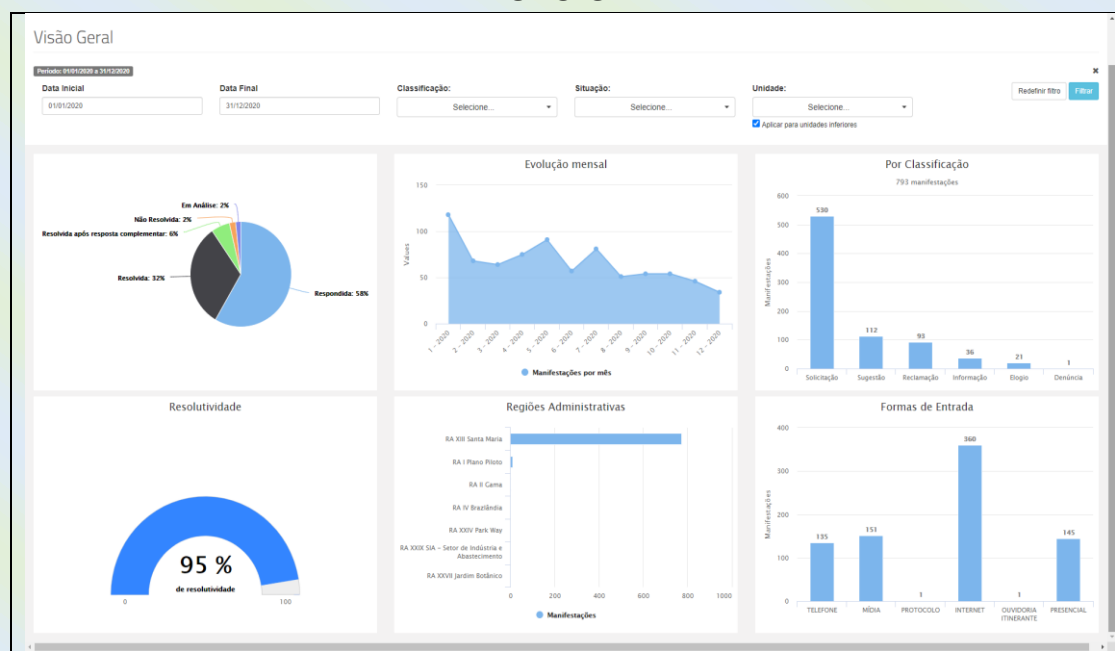 Visão Geral
Período: 01/01/2020 a 31/12/2020
Data Inicial
Data Final
Classificação:
Situação:
Unidade:
01/01/2020
31/12/2020
Selecione...
Selecione...
Selecione...
Redefinir filtro
Filtrar
Aplicar para unidades inferiores
Em Análise: 2%
Não Resolvida: 2%
Resolvida após resposta complementar: 6%
Resolvida: 32%
Respondida: 58%
Evolução mensal
Values
150
100
50
0
1 - 2020
2 - 2020
3 - 2020
4 - 2020
5 - 2020
6 - 2020
7 - 2020
8 - 2020
9 - 2020
10 - 2020
11 - 2020
12 - 2020
Manifestações por mês
Por Classificação
793 manifestações
Manifestações
600
500
400
300
200
100
0
530
112
93
36
21
1
Solicitação
Sugestão
Reclamação
Informação
Elogio
Denúncia
Resolutividade
95 %
de resolutividade
0
100
Regiões Administrativas
RA XIII Santa Maria
RA I Plano Piloto
RA II Gama
RA IV Brazlândia
RA XXIV Park Way
RA XXIX SIA - Setor de Indústria e
Abastecimento
RA XXVII Jardim Botânico
0
200
400
600
800
1000
Manifestações
Formas de Entrada
Manifestações
400
300
200
100
0
135
151
1
360
1
145
TELEFONE
MÍDIA
PROTOCOLO
INTERNET
OUVIDORIA
ITINERANTE
PRESENCIAL